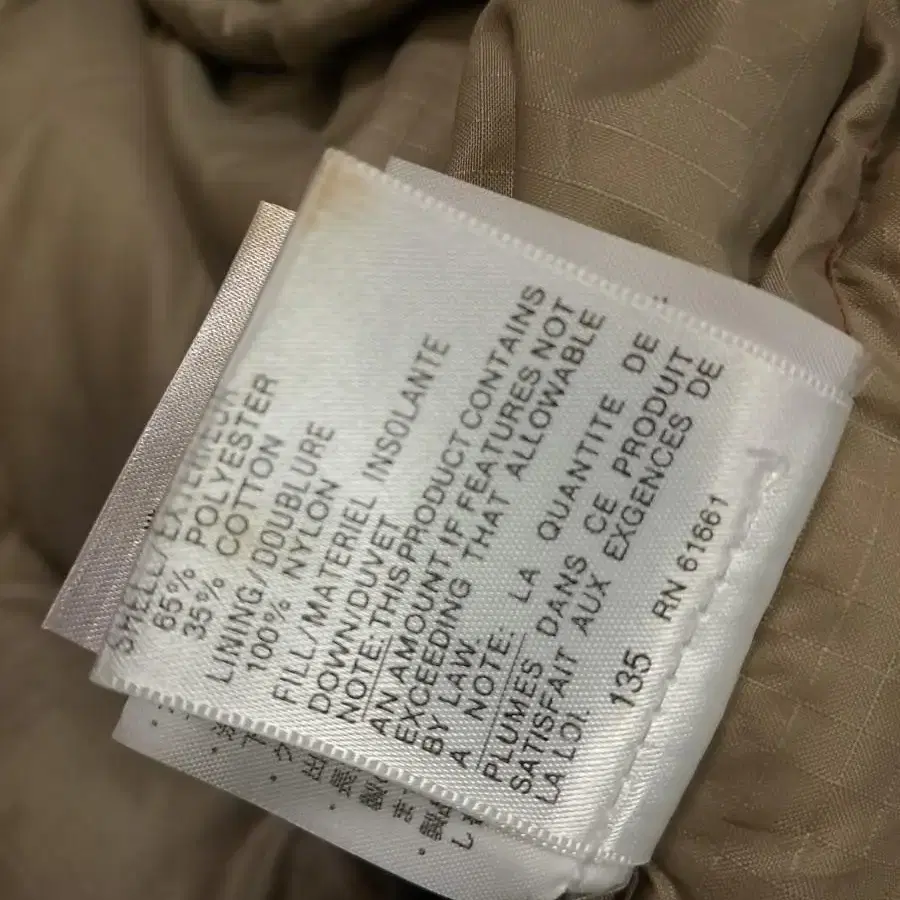 SHELL/EXTERIEUR
65% POLYESTER
35% COTTON
LINING/DOUBLURE
100% NYLON
FILL/MATERIEL INSOLANTE
DOWN/DUVET
NOTE: THIS PRODUCT CONTAINS
AN AMOUNT IF FEATURES NOT
EXCEEDING THAT ALLOWABLE
BY LAW.
A NOTE: LA QUANTITE DE
PLUMES DANS CE PRODUIT
SATISFAIT AUX EXGENCES DE
LA LOI.
135 RN 61661